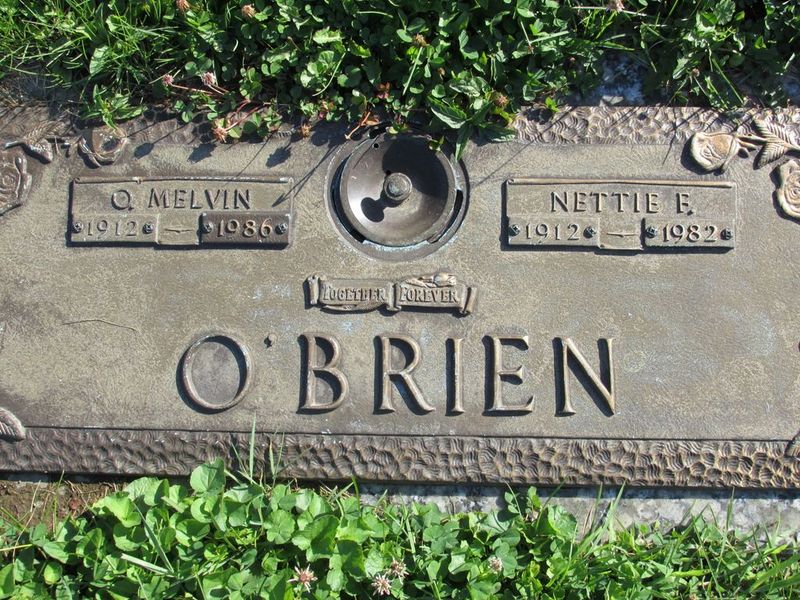 O. MELVIN
1912 — 1986
NETTIE F.
1912 — 1982
TOGETHER FOREVER
O'BRIEN